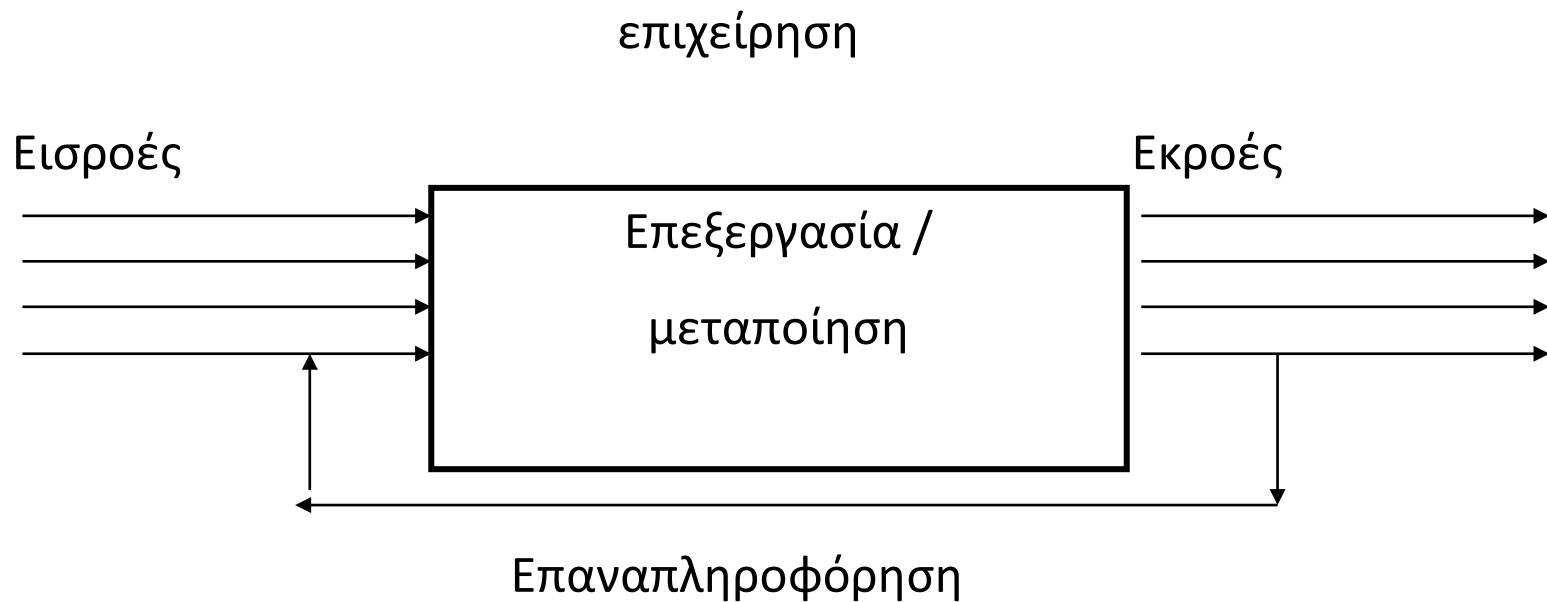 επιχείρηση
Εισροές
Εκροές
Επεξεργασία /
μεταποίηση
Επαναπληροφόρηση